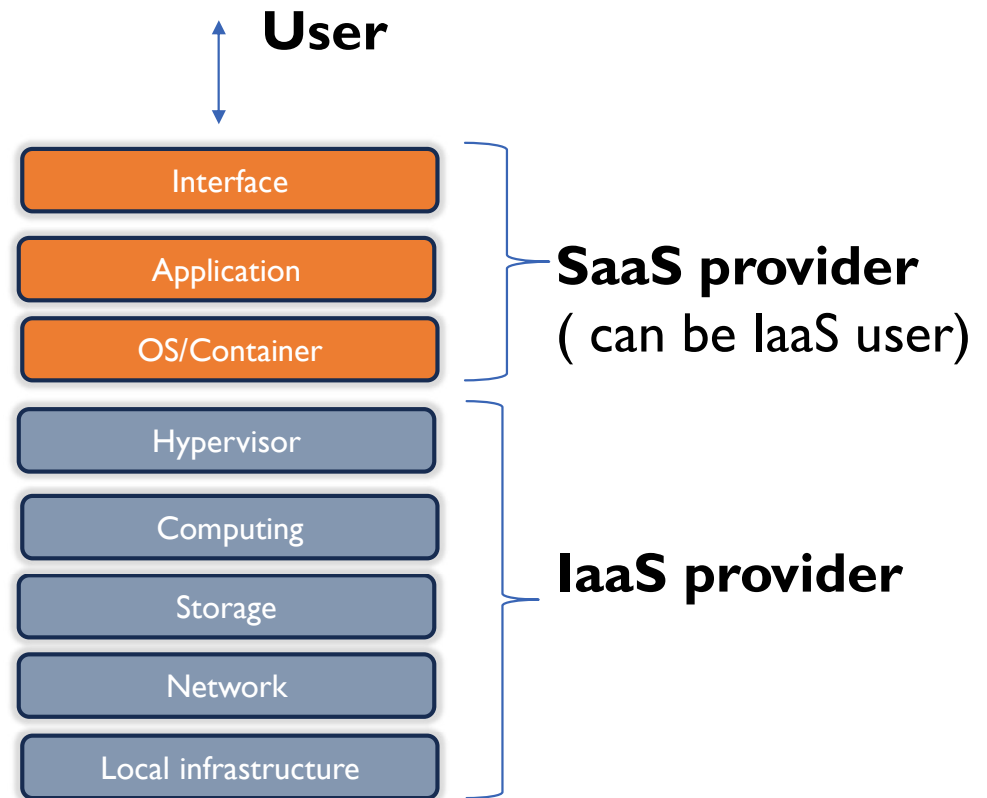 User
Interface
Application
OS/Container
SaaS provider
( can be IaaS user)
Hypervisor
Computing
Storage
Network
Local infrastructure
IaaS provider